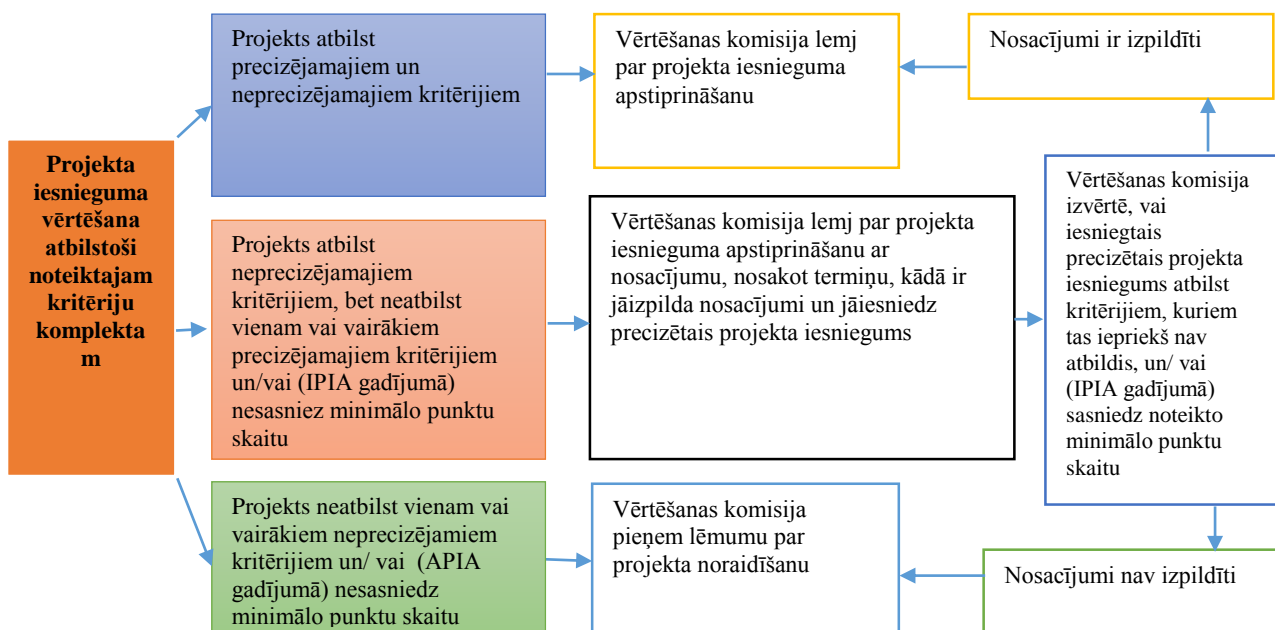 Projekta
iesnieguma
vērtēšana
atbilstoši
noteiktajam
kritēriju
komplekta
m
Projekts atbilst
precizējamajiem un
neprecizējamajiem kritērijiem
Vērtēšanas komisija lemj
par projekta iesnieguma
apstiprināšanu
Nosacījumi ir izpildīti
Projekts atbilst
neprecizējamajiem
kritērijiem, bet neatbilst
vienam vai vairākiem
precizējamajiem kritērijiem
un/vai (IPIA gadījumā)
nesasniez minimālo punktu
skaitu
Vērtēšanas komisija lemj par projekta
iesnieguma apstiprināšanu ar
nosacījumu, nosakot termiņu, kādā ir
jāizpilda nosacījumi un jāiesniedz
precizētais projekta iesniegums
Vērtēšanas komisija
izvērtē, vai
iesniegtais
precizētais projekta
iesniegums atbilst
kritērijiem, kuriem
tas iepriekš nav
atbildis, un/ vai
(IPIA gadījumā)
sasniedz noteikto
minimālo punktu
skaitu
Projekts neatbilst vienam vai
vairākiem neprecizējamiem
kritērijiem un/ vai (APIA
gadījumā) nesasniedz
minimālo punktu skaitu
Vērtēšanas komisija
pieņem lēmumu par
projekta noraidīšanu
Nosacījumi nav izpildīti